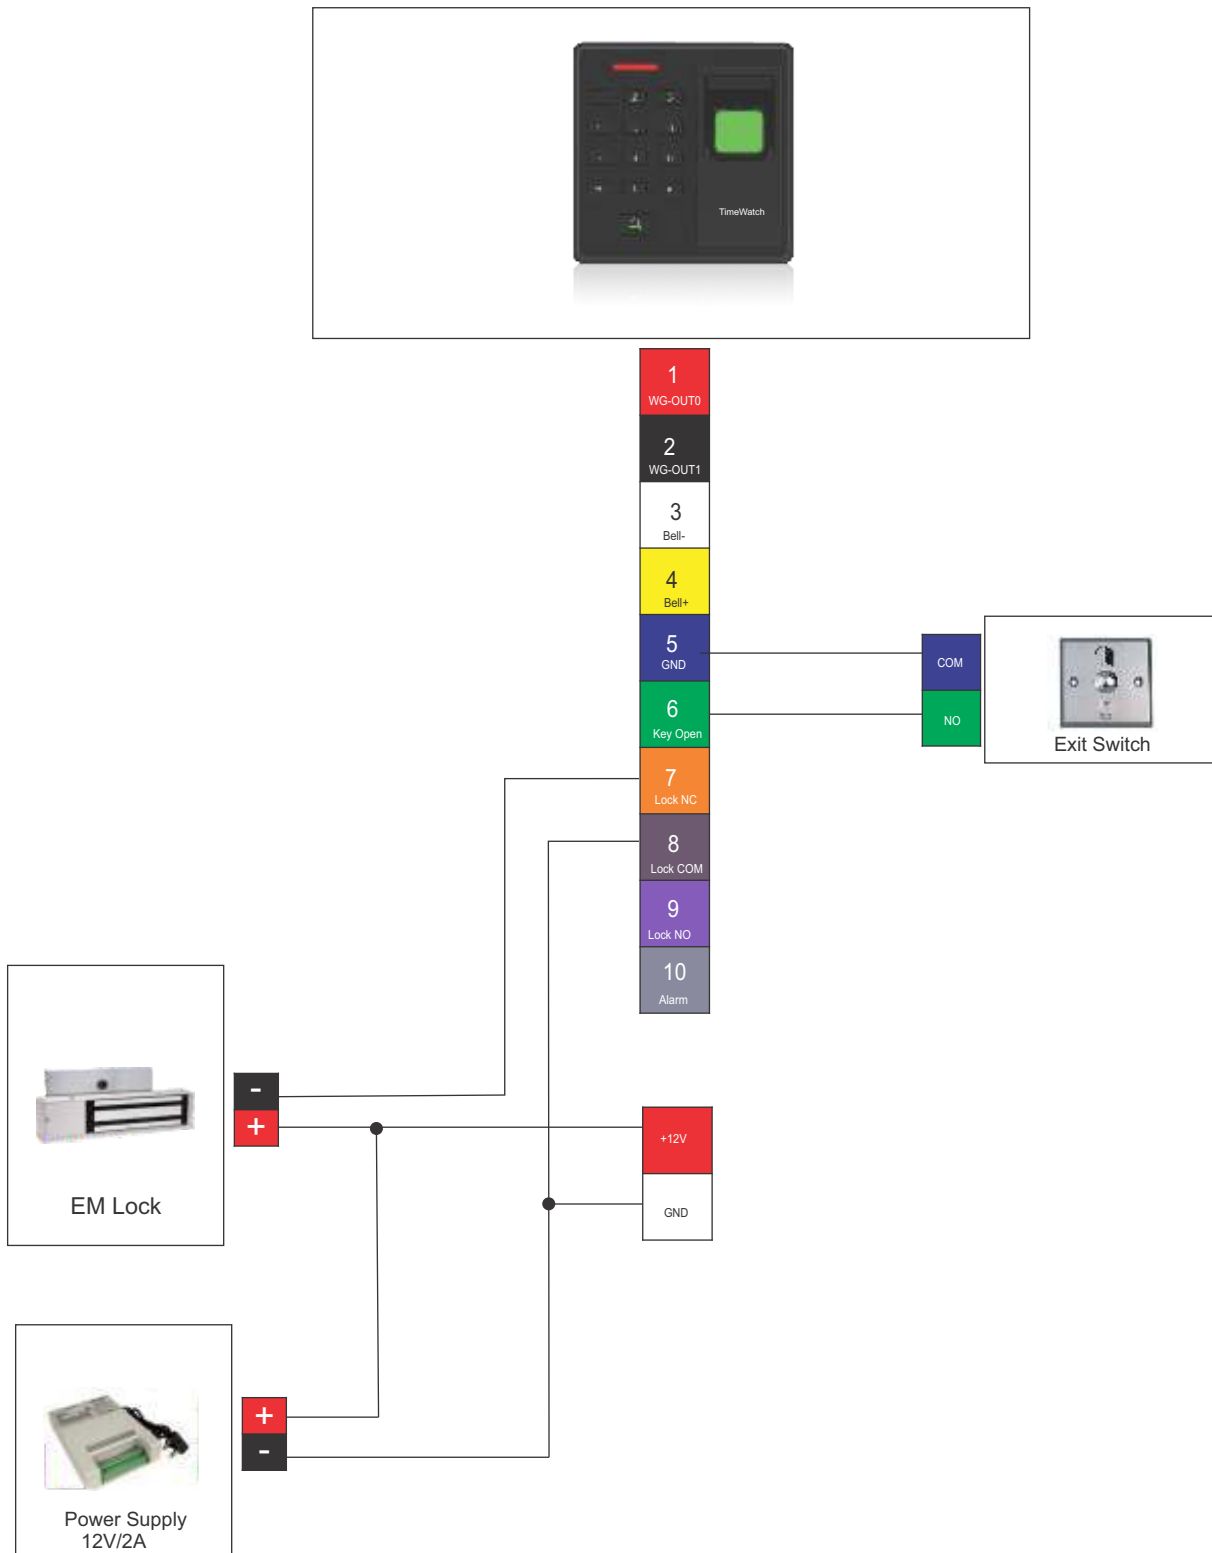 TimeWatch
1
WG-OUT0
2
WG-OUT1
3
Bell-
4
Bell+
5
GND
6
Key Open
7
Lock NC
8
Lock COM
9
Lock NO
10
Alarm
COM
NO
Exit Switch
-
+
EM Lock
+12V
GND
+
-
Power Supply
12V/2A